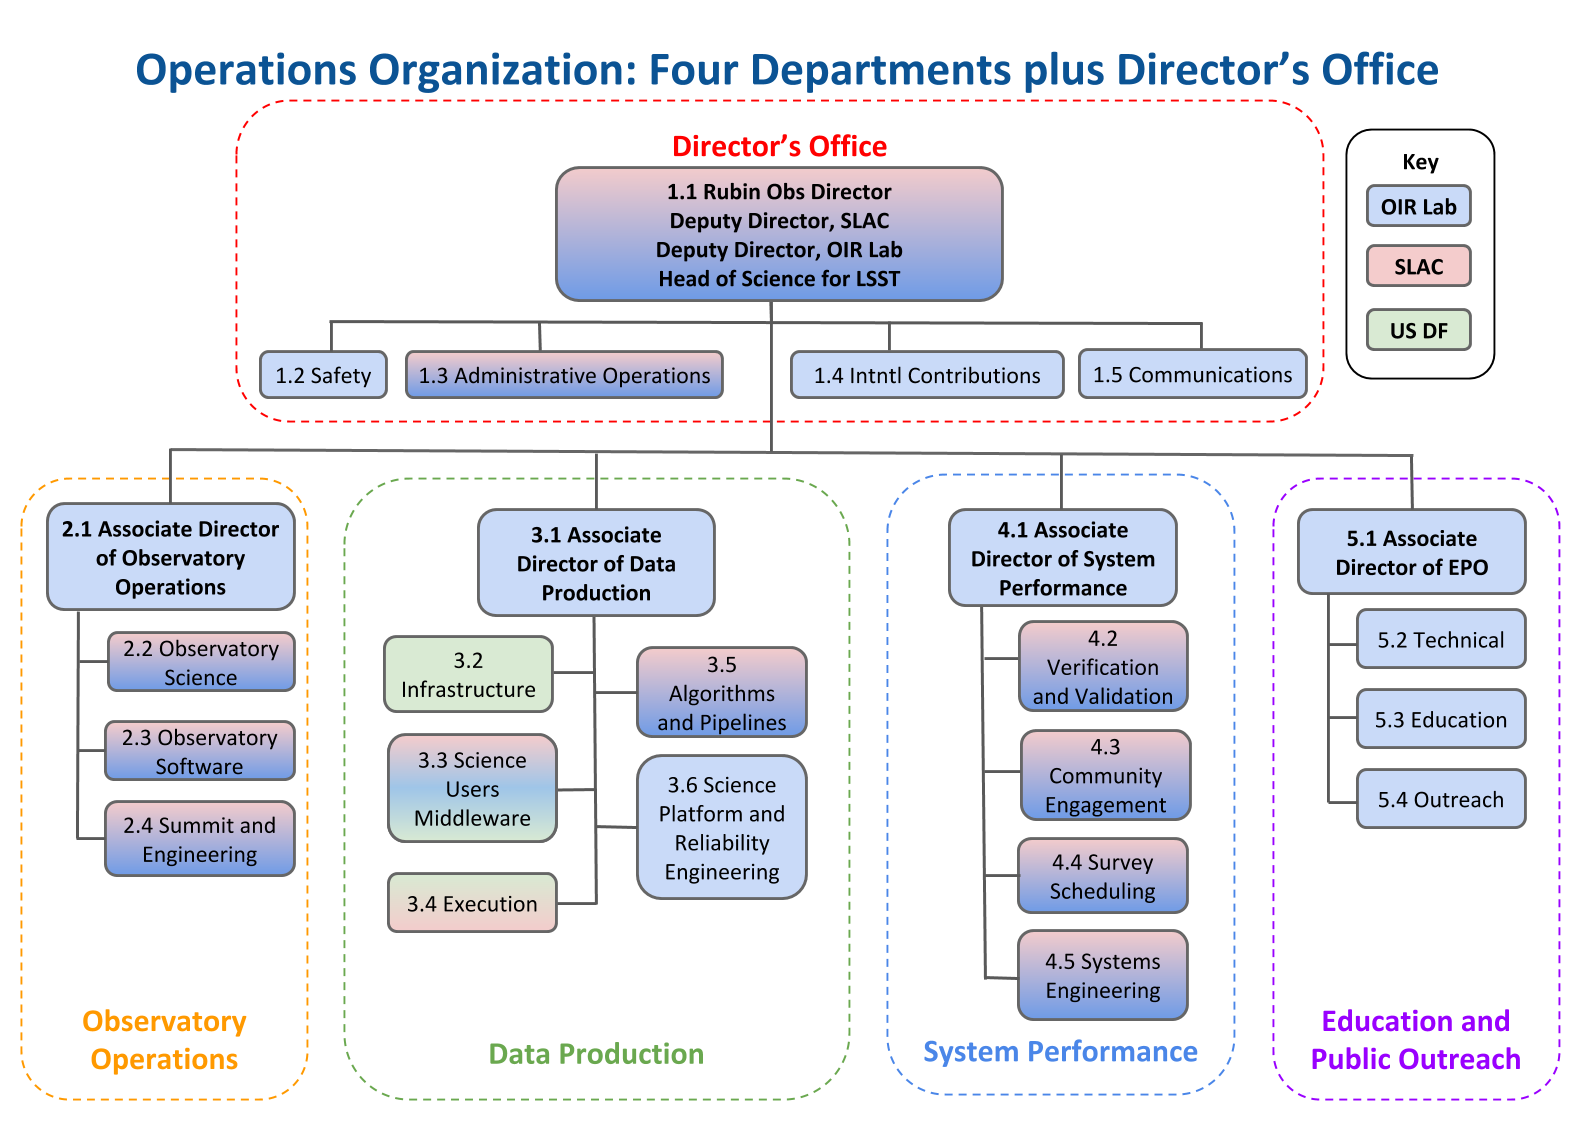 Operations Organization: Four Departments plus Director’s Office
Director’s Office
1.1 Rubin Obs Director
Deputy Director, SLAC
Deputy Director, OIR Lab
Head of Science for LSST
Key
OIR Lab
SLAC
US DF
1.2 Safety
1.3 Administrative Operations
1.4 Intntl Contributions
1.5 Communications
2.1 Associate Director
of Observatory
Operations
2.2 Observatory
Science
2.3 Observatory
Software
2.4 Summit and
Engineering
Observatory
Operations
3.1 Associate
Director of Data
Production
3.2
Infrastructure
3.3 Science
Users
Middleware
3.4 Execution
3.5
Algorithms
and Pipelines
3.6 Science
Platform and
Reliability
Engineering
Data Production
4.1 Associate
Director of System
Performance
4.2
Verification
and Validation
4.3
Community
Engagement
4.4 Survey
Scheduling
4.5 Systems
Engineering
System Performance
5.1 Associate
Director of EPO
5.2 Technical
5.3 Education
5.4 Outreach
Education and
Public Outreach